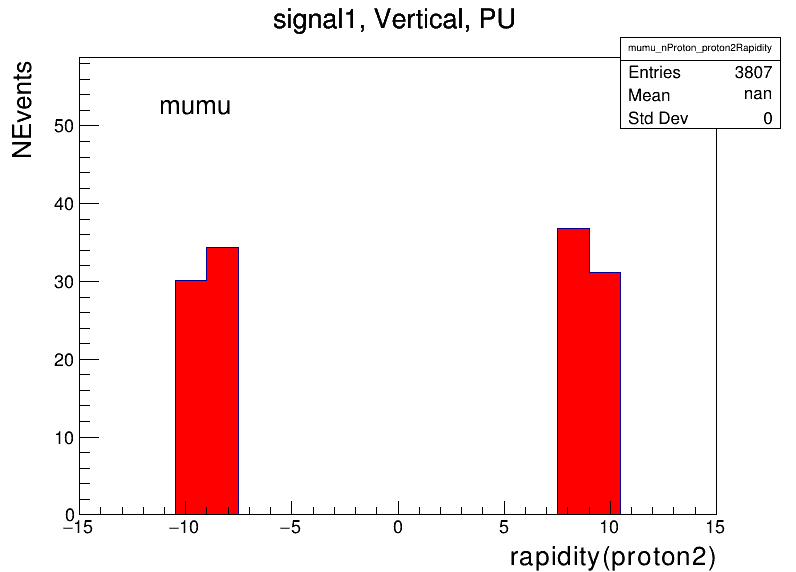 signal1, Vertical, PU
mumu_nProton_proton2Rapidity
Entries 3807
Mean nan
Std Dev 0
NEvents
mumu
50
40
30
20
10
0
−15 −10 −5 0 5 10 15
rapidity(proton2)